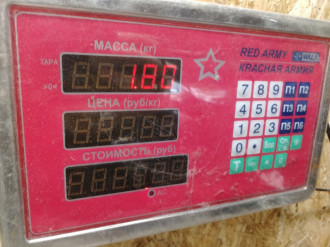 МАССА (кг)
RED ARMY
КРАСНАЯ АРМИЯ
ТАРА
>0<
1.80
7 8 9 П1 П2
ЦЕНА (руб/кг)
4 5 6 П3 П4
1 2 3 П5 П6
СТОИМОСТЬ (руб)
0
T